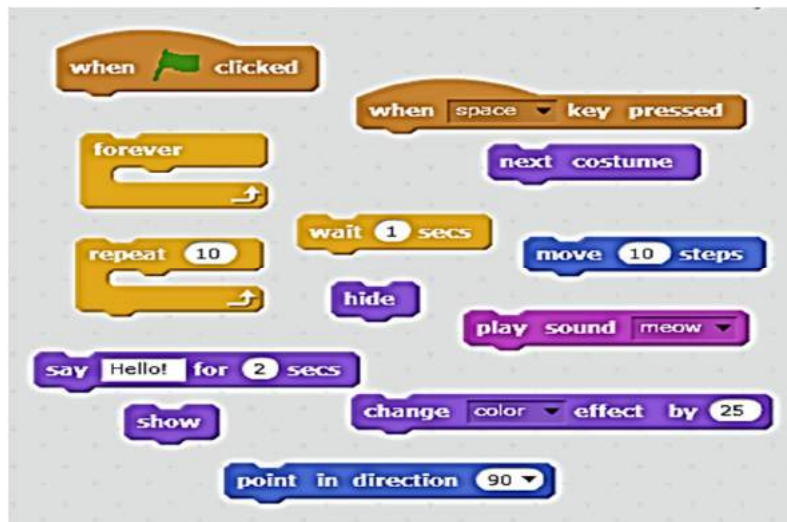 when clicked
when space key pressed
forever
next costume
wait 1 secs
repeat 10
move 10 steps
hide
play sound meow
say Hello! for 2 secs
change color effect by 25
show
point in direction 90